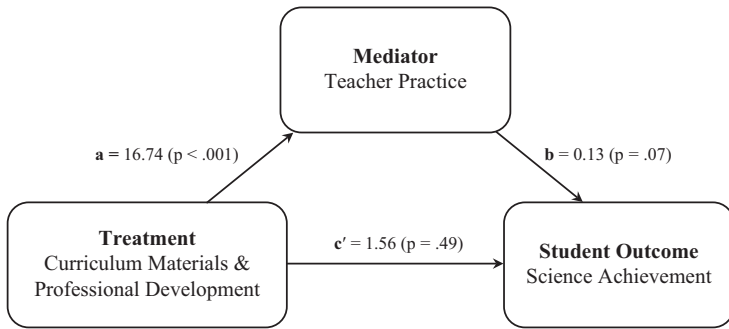 Mediator
Teacher Practice
a = 16.74 (p < .001)
b = 0.13 (p = .07)
Treatment
Curriculum Materials &
Professional Development
c′ = 1.56 (p = .49)
Student Outcome
Science Achievement